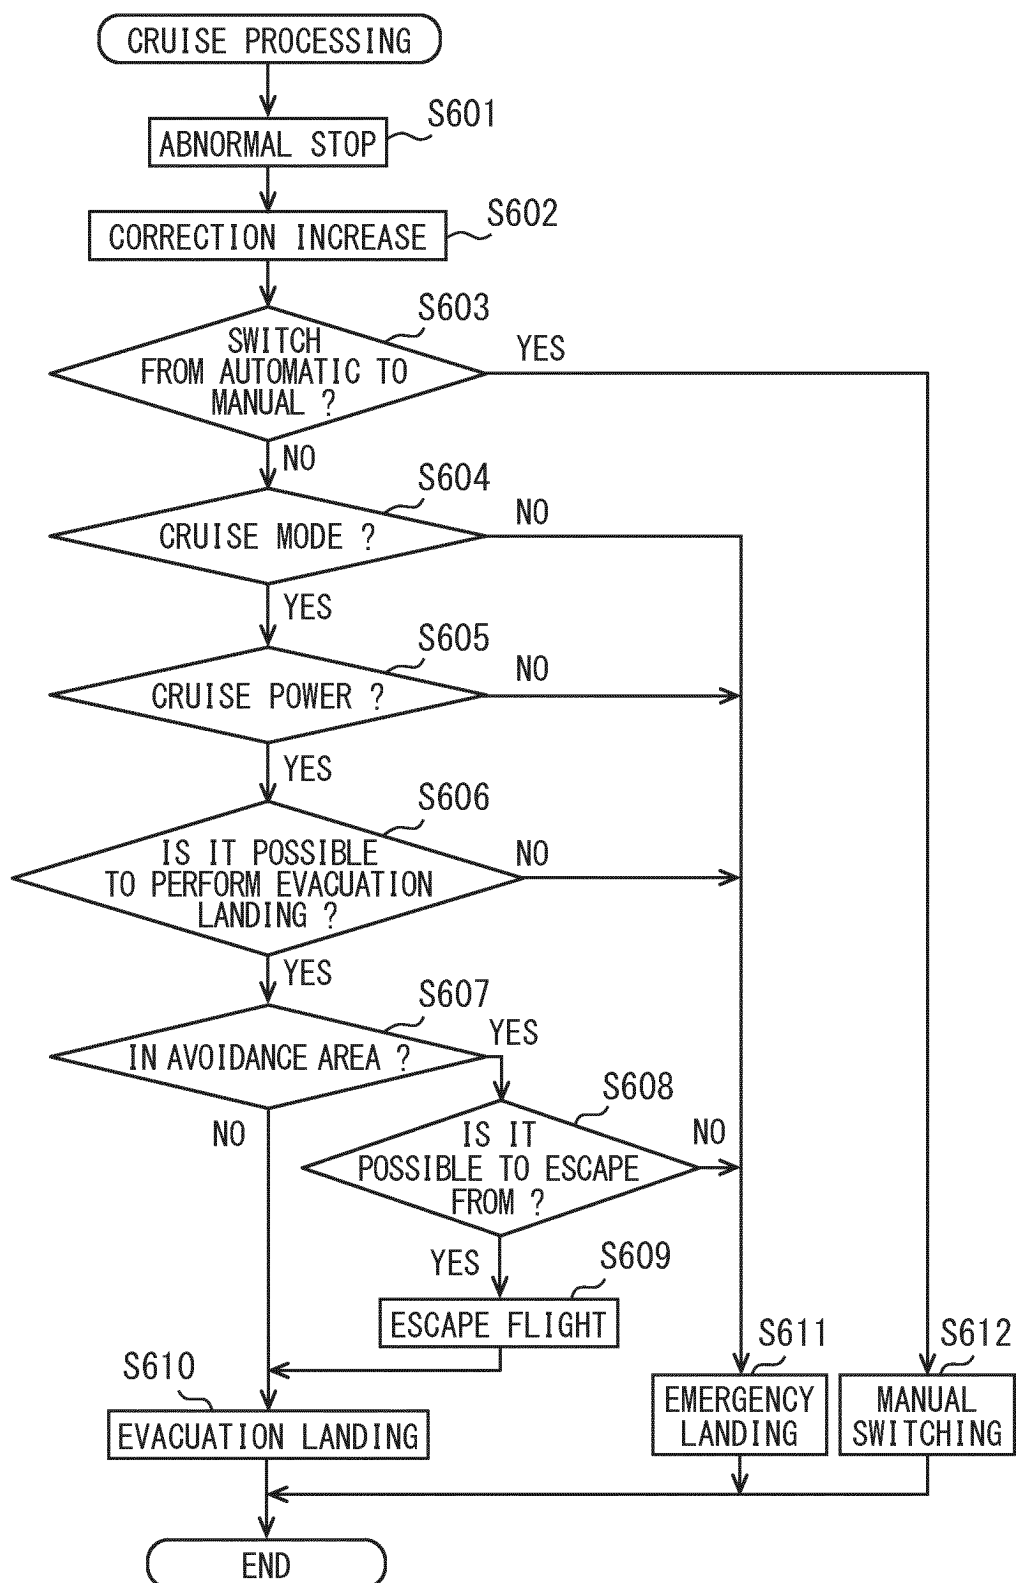 CRUISE PROCESSING
S601
ABNORMAL STOP
S602
CORRECTION INCREASE
S603
SWITCH
FROM AUTOMATIC TO
MANUAL ?
YES
NO
S604
CRUISE MODE ?
NO
YES
S605
CRUISE POWER ?
NO
YES
S606
IS IT POSSIBLE
TO PERFORM EVACUATION
LANDING ?
NO
YES
S607
IN AVOIDANCE AREA ?
YES
NO
S608
IS IT
POSSIBLE TO ESCAPE
FROM ?
NO
YES
S609
ESCAPE FLIGHT
S610
EVACUATION LANDING
S611
EMERGENCY
LANDING
S612
MANUAL
SWITCHING
END